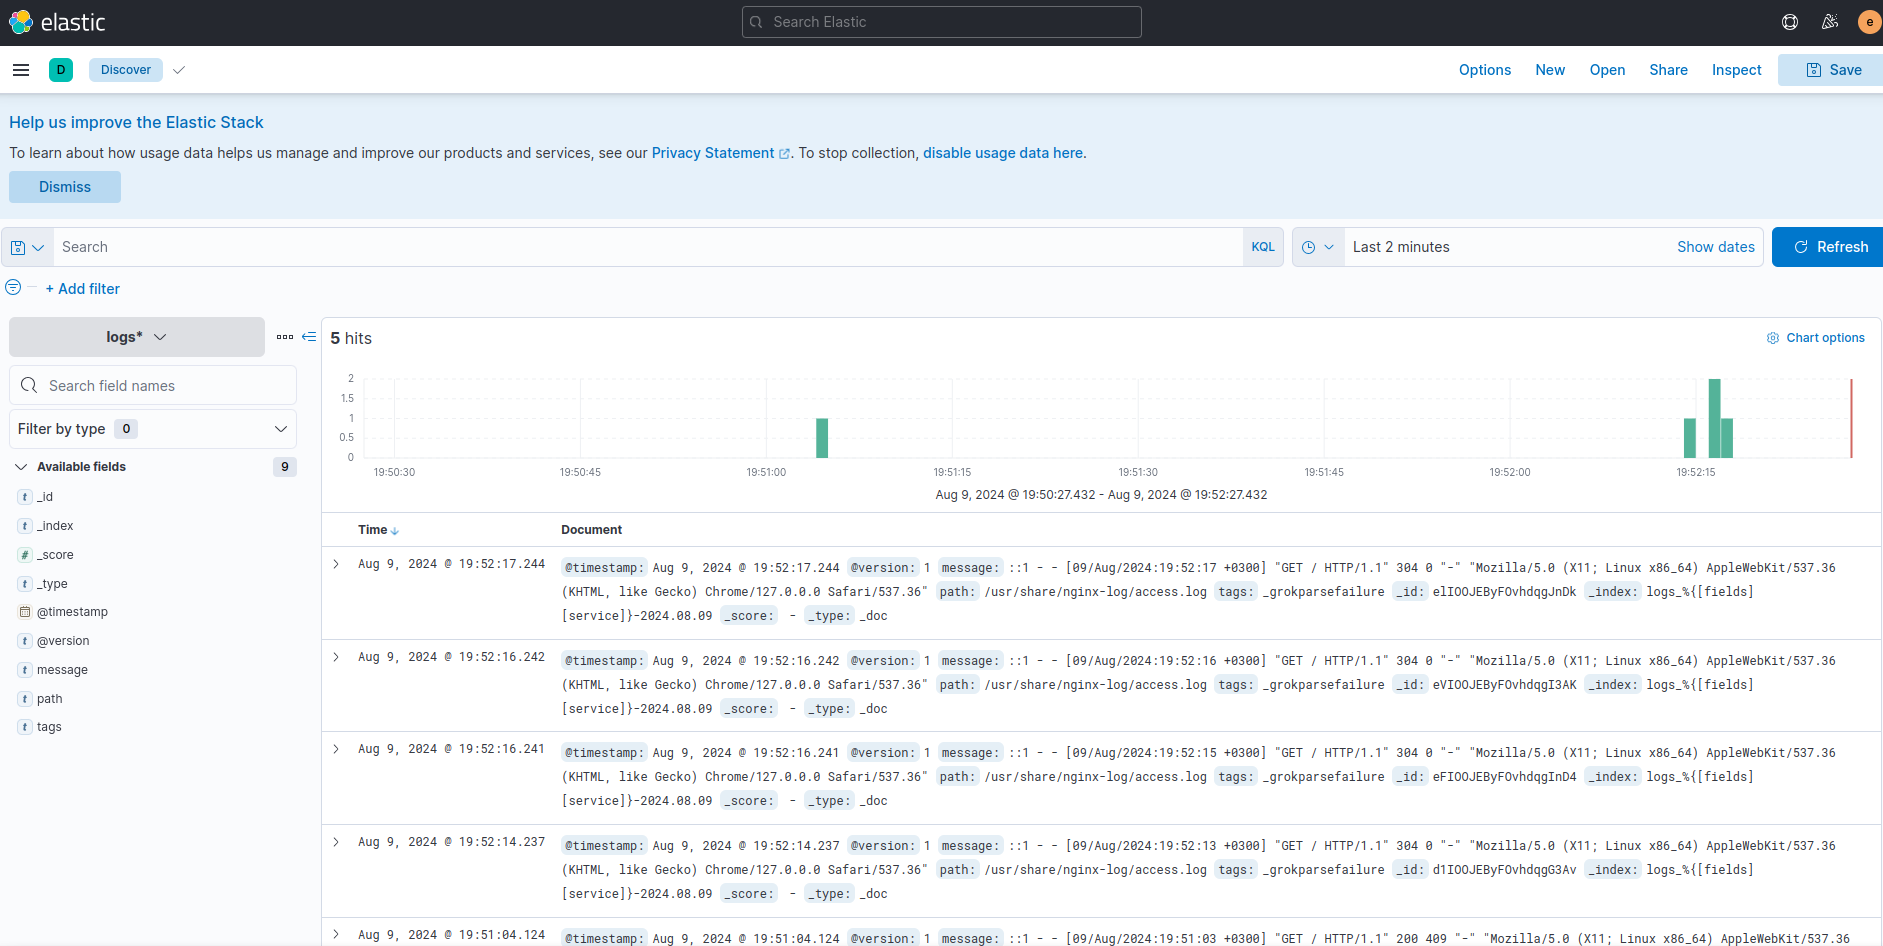 elastic
Search Elastic
e
D
Discover
Options
New
Open
Share
Inspect
Save
Help us improve the Elastic Stack
To learn about how usage data helps us manage and improve our products and services, see our Privacy Statement. To stop collection, disable usage data here.
Dismiss
Search
KQL
Last 2 minutes
Show dates
Refresh
+ Add filter
logs*
Search field names
Filter by type 0
Available fields 9
t _id
t _index
# _score
t _type
@timestamp
t @version
t message
t path
t tags
5 hits
Chart options
2
1.5
1
0.5
0
19:50:30 19:50:45 19:51:00 19:51:15 19:51:30 19:51:45 19:52:00 19:52:15
Aug 9, 2024 @ 19:50:27.432 - Aug 9, 2024 @ 19:52:27.432
Time Document
Aug 9, 2024 @ 19:52:17.244
@timestamp: Aug 9, 2024 @ 19:52:17.244 @version: 1 message: ::1 - - [09/Aug/2024:19:52:17 +0300] "GET / HTTP/1.1" 304 0 "-" "Mozilla/5.0 (X11; Linux x86_64) AppleWebKit/537.36
(KHTML, like Gecko) Chrome/127.0.0.0 Safari/537.36" path: /usr/share/nginx-log/access.log tags: _grokparsefailure _id: elIOOJEByFOvhdqgJnDk _index: logs_%{[fields]
[service]}-2024.08.09 _score: - _type: _doc
Aug 9, 2024 @ 19:52:16.242
@timestamp: Aug 9, 2024 @ 19:52:16.242 @version: 1 message: ::1 - - [09/Aug/2024:19:52:16 +0300] "GET / HTTP/1.1" 304 0 "-" "Mozilla/5.0 (X11; Linux x86_64) AppleWebKit/537.36
(KHTML, like Gecko) Chrome/127.0.0.0 Safari/537.36" path: /usr/share/nginx-log/access.log tags: _grokparsefailure _id: eVIOOJEByFOvhdqgI3AK _index: logs_%{[fields]
[service]}-2024.08.09 _score: - _type: _doc
Aug 9, 2024 @ 19:52:16.241
@timestamp: Aug 9, 2024 @ 19:52:16.241 @version: 1 message: ::1 - - [09/Aug/2024:19:52:15 +0300] "GET / HTTP/1.1" 304 0 "-" "Mozilla/5.0 (X11; Linux x86_64) AppleWebKit/537.36
(KHTML, like Gecko) Chrome/127.0.0.0 Safari/537.36" path: /usr/share/nginx-log/access.log tags: _grokparsefailure _id: eFIOOJEByFOvhdqgInD4 _index: logs_%{[fields]
[service]}-2024.08.09 _score: - _type: _doc
Aug 9, 2024 @ 19:52:14.237
@timestamp: Aug 9, 2024 @ 19:52:14.237 @version: 1 message: ::1 - - [09/Aug/2024:19:52:13 +0300] "GET / HTTP/1.1" 304 0 "-" "Mozilla/5.0 (X11; Linux x86_64) AppleWebKit/537.36
(KHTML, like Gecko) Chrome/127.0.0.0 Safari/537.36" path: /usr/share/nginx-log/access.log tags: _grokparsefailure _id: d1IOOJEByFOvhdqgG3Av _index: logs_%{[fields]
[service]}-2024.08.09 _score: - _type: _doc
Aug 9, 2024 @ 19:51:04.124
@timestamp: Aug 9, 2024 @ 19:51:04.124 @version: 1 message: ::1 - - [09/Aug/2024:19:51:03 +0300] "GET / HTTP/1.1" 200 409 "-" "Mozilla/5.0 (X11; Linux x86_64) AppleWebKit/537.36